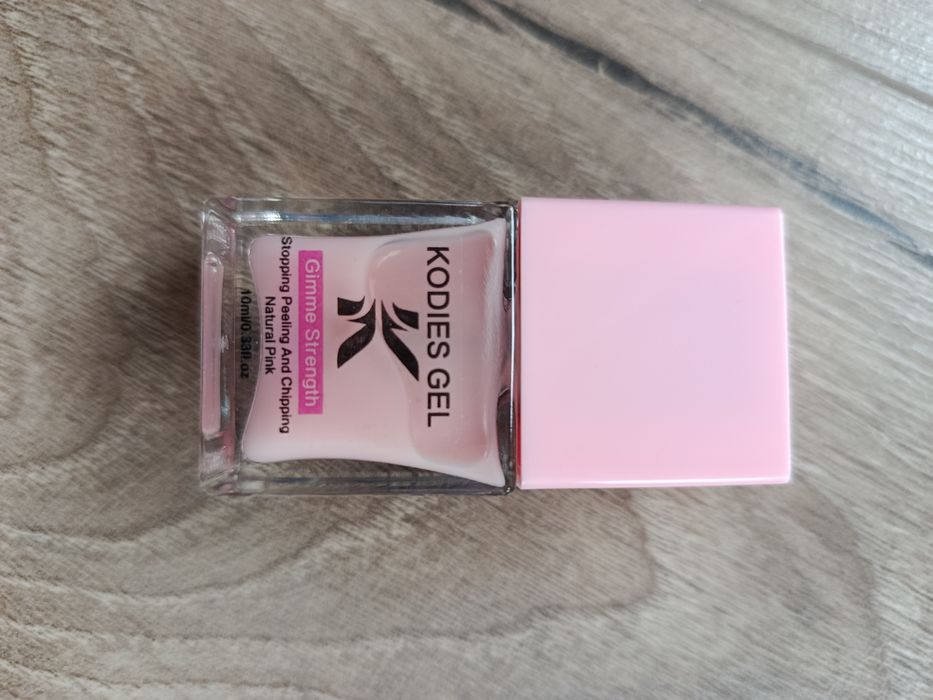 KODIES GEL
Gimme Strength
Stopping Peeling And Chipping
Natural Pink
10ml/0.33fl.oz